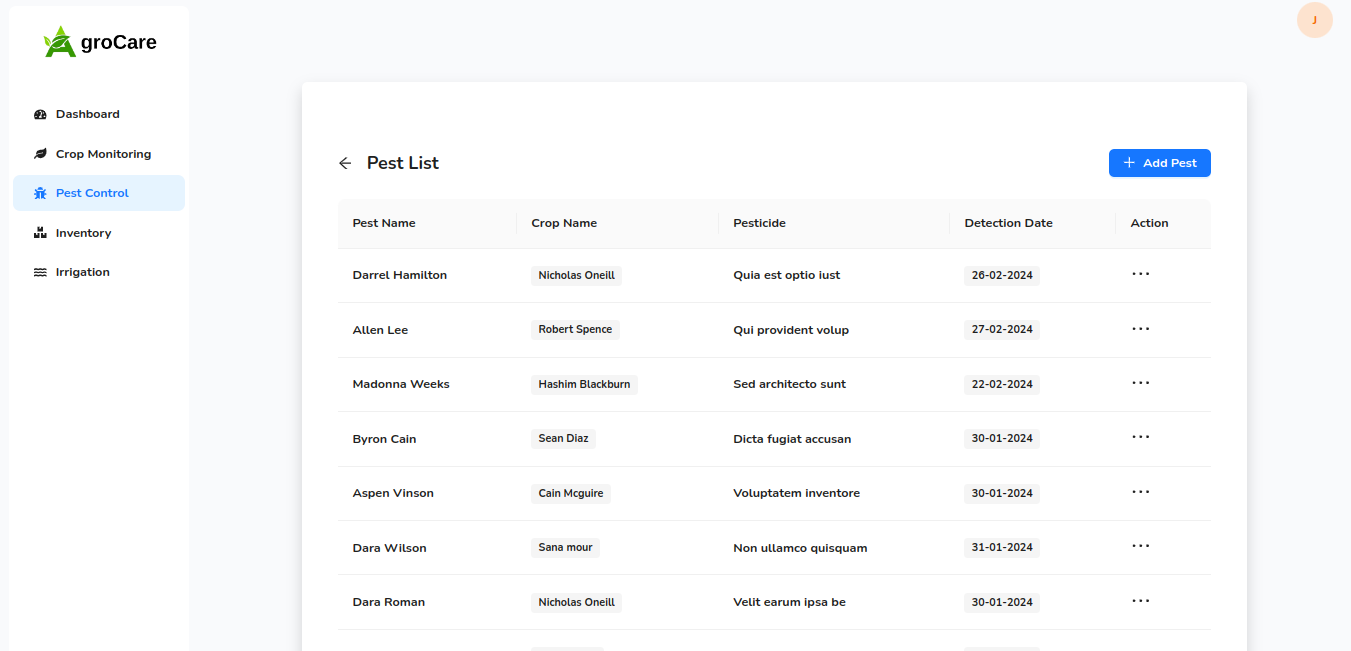 groCare
J
Dashboard
Crop Monitoring
Pest Control
Inventory
Irrigation
Pest List
Add Pest
Pest Name Crop Name Pesticide Detection Date Action
Darrel Hamilton Nicholas Oneill Quia est optio iust 26-02-2024 ...
Allen Lee Robert Spence Qui provident volup 27-02-2024 ...
Madonna Weeks Hashim Blackburn Sed architecto sunt 22-02-2024 ...
Byron Cain Sean Diaz Dicta fugiat accusan 30-01-2024 ...
Aspen Vinson Cain Mcguire Voluptatem inventore 30-01-2024 ...
Dara Wilson Sana mour Non ullamco quisquam 31-01-2024 ...
Dara Roman Nicholas Oneill Velit earum ipsa be 30-01-2024 ...